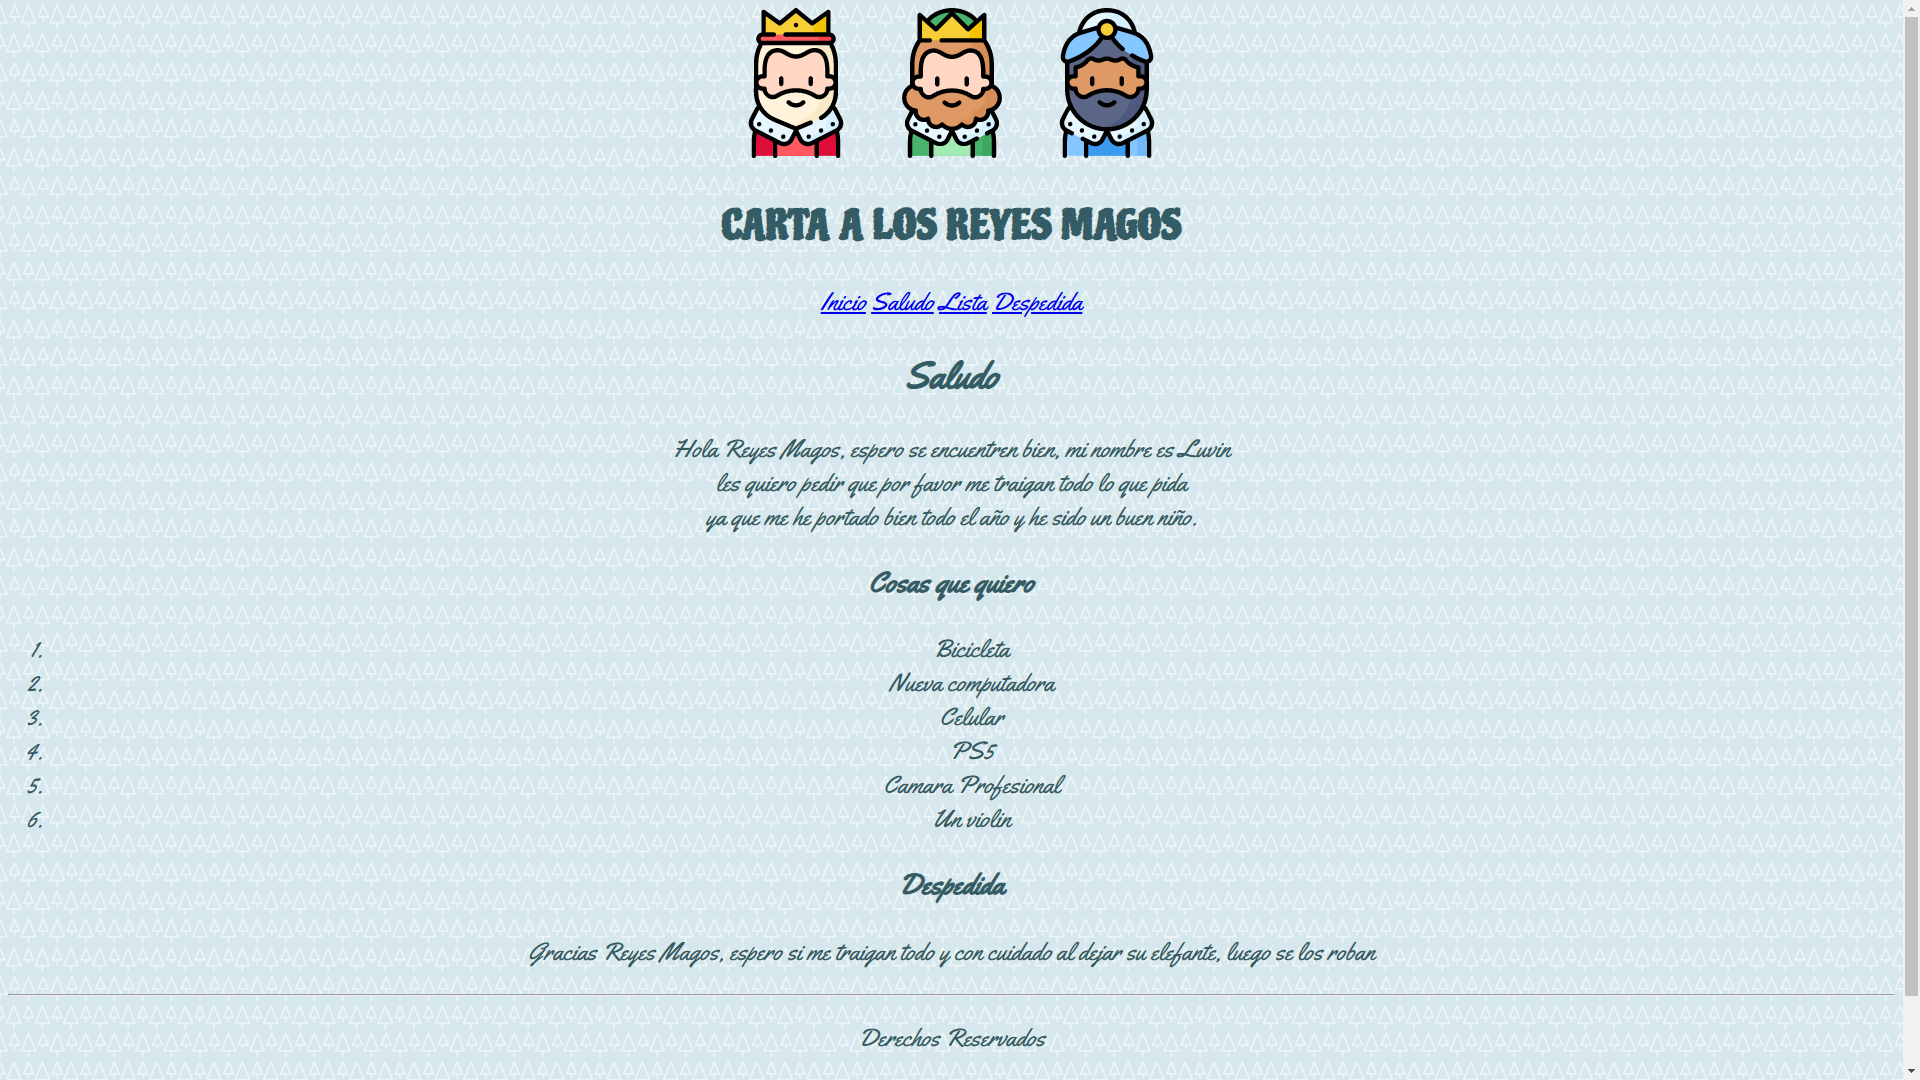 CARTA A LOS REYES MAGOS
Inicio Saludo Lista Despedida
Saludo
Hola Reyes Magos, espero se encuentren bien, mi nombre es Luvin
les quiero pedir que por favor me traigan todo lo que pida
ya que me he portado bien todo el año y he sido un buen niño.
Cosas que quiero
1. Bicicleta
2. Nueva computadora
3. Celular
4. PS5
5. Camara Profesional
6. Un violin
Despedida
Gracias Reyes Magos, espero si me traigan todo y con cuidado al dejar su elefante, luego se los roban
Derechos Reservados